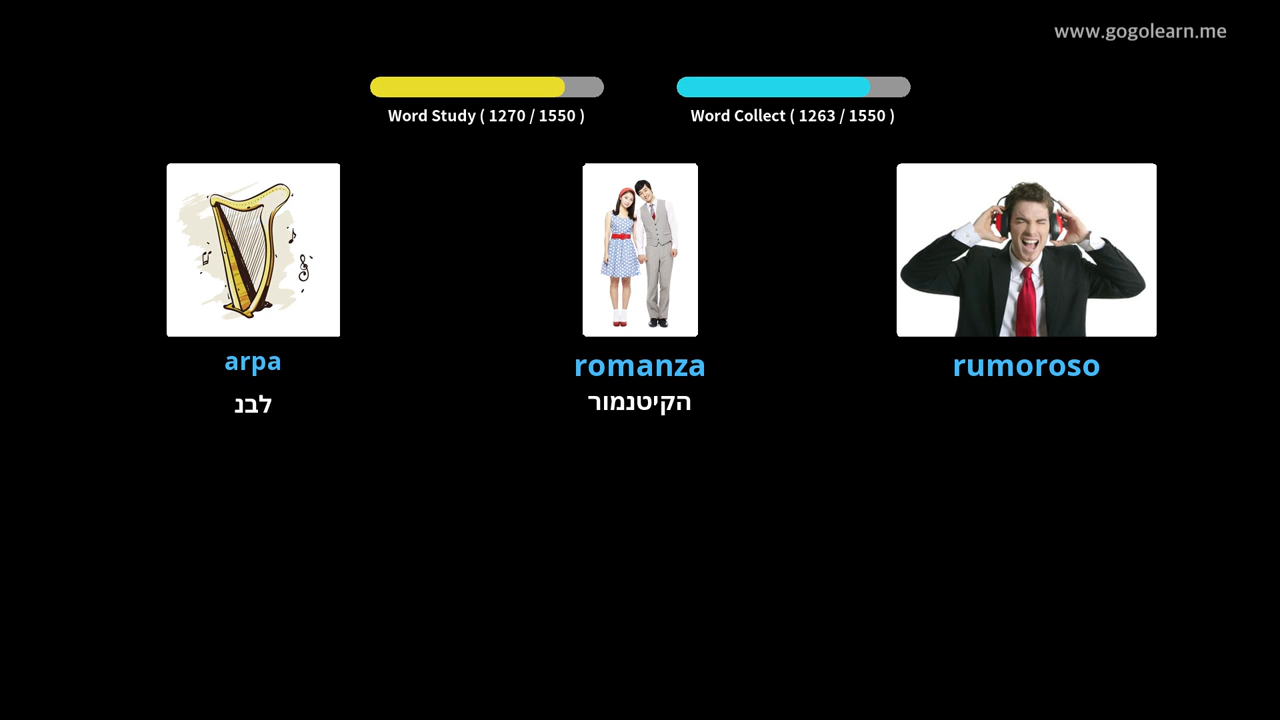 www.gogolearn.me
Word Study ( 1270 / 1550 )
Word Collect ( 1263 / 1550 )
arpa
romanza
rumoroso
לבנ
הקיטנמור